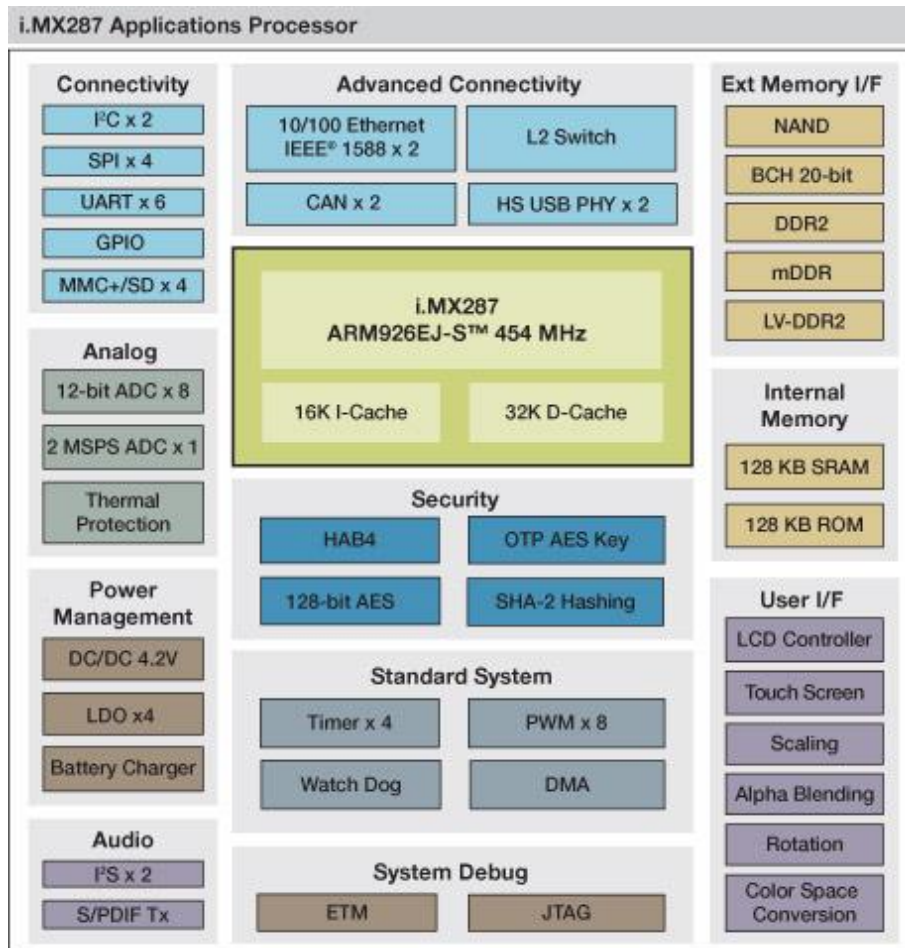 i.MX287 Applications Processor
Connectivity
I²C x 2
SPI x 4
UART x 6
GPIO
MMC+/SD x 4
Analog
12-bit ADC x 8
2 MSPS ADC x 1
Thermal
Protection
Power
Management
DC/DC 4.2V
LDO x4
Battery Charger
Audio
I²S x 2
S/PDIF Tx
Advanced Connectivity
10/100 Ethernet
IEEE® 1588 x 2
L2 Switch
CAN x 2
HS USB PHY x 2
i.MX287
ARM926EJ-S™ 454 MHz
16K I-Cache
32K D-Cache
Security
HAB4
OTP AES Key
128-bit AES
SHA-2 Hashing
Standard System
Timer x 4
PWM x 8
Watch Dog
DMA
System Debug
ETM
JTAG
Ext Memory I/F
NAND
BCH 20-bit
DDR2
mDDR
LV-DDR2
Internal
Memory
128 KB SRAM
128 KB ROM
User I/F
LCD Controller
Touch Screen
Scaling
Alpha Blending
Rotation
Color Space
Conversion